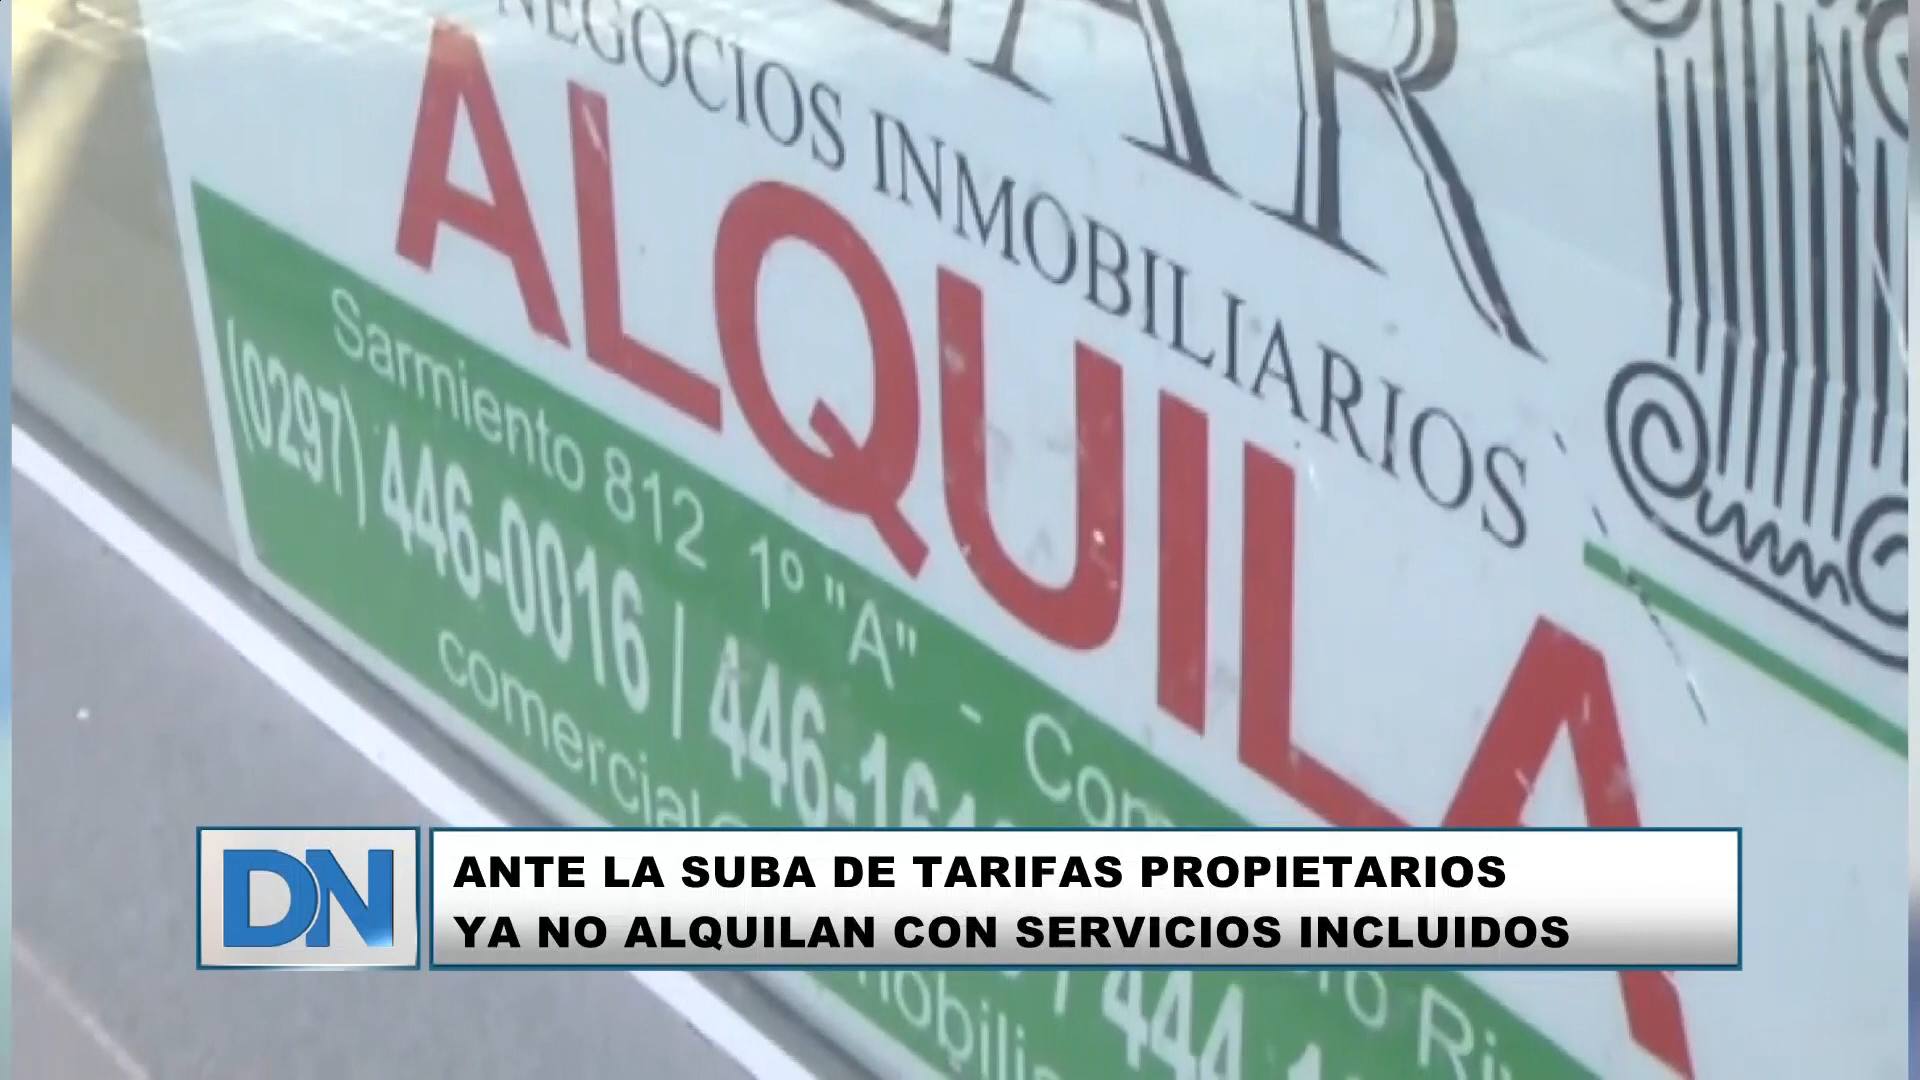 NEGOCIOS INMOBILIARIOS
ALQUILA
Sarmiento 812 1º "A" -
(0297) 446-0016 / 446-161
DN
ANTE LA SUBA DE TARIFAS PROPIETARIOS
YA NO ALQUILAN CON SERVICIOS INCLUIDOS